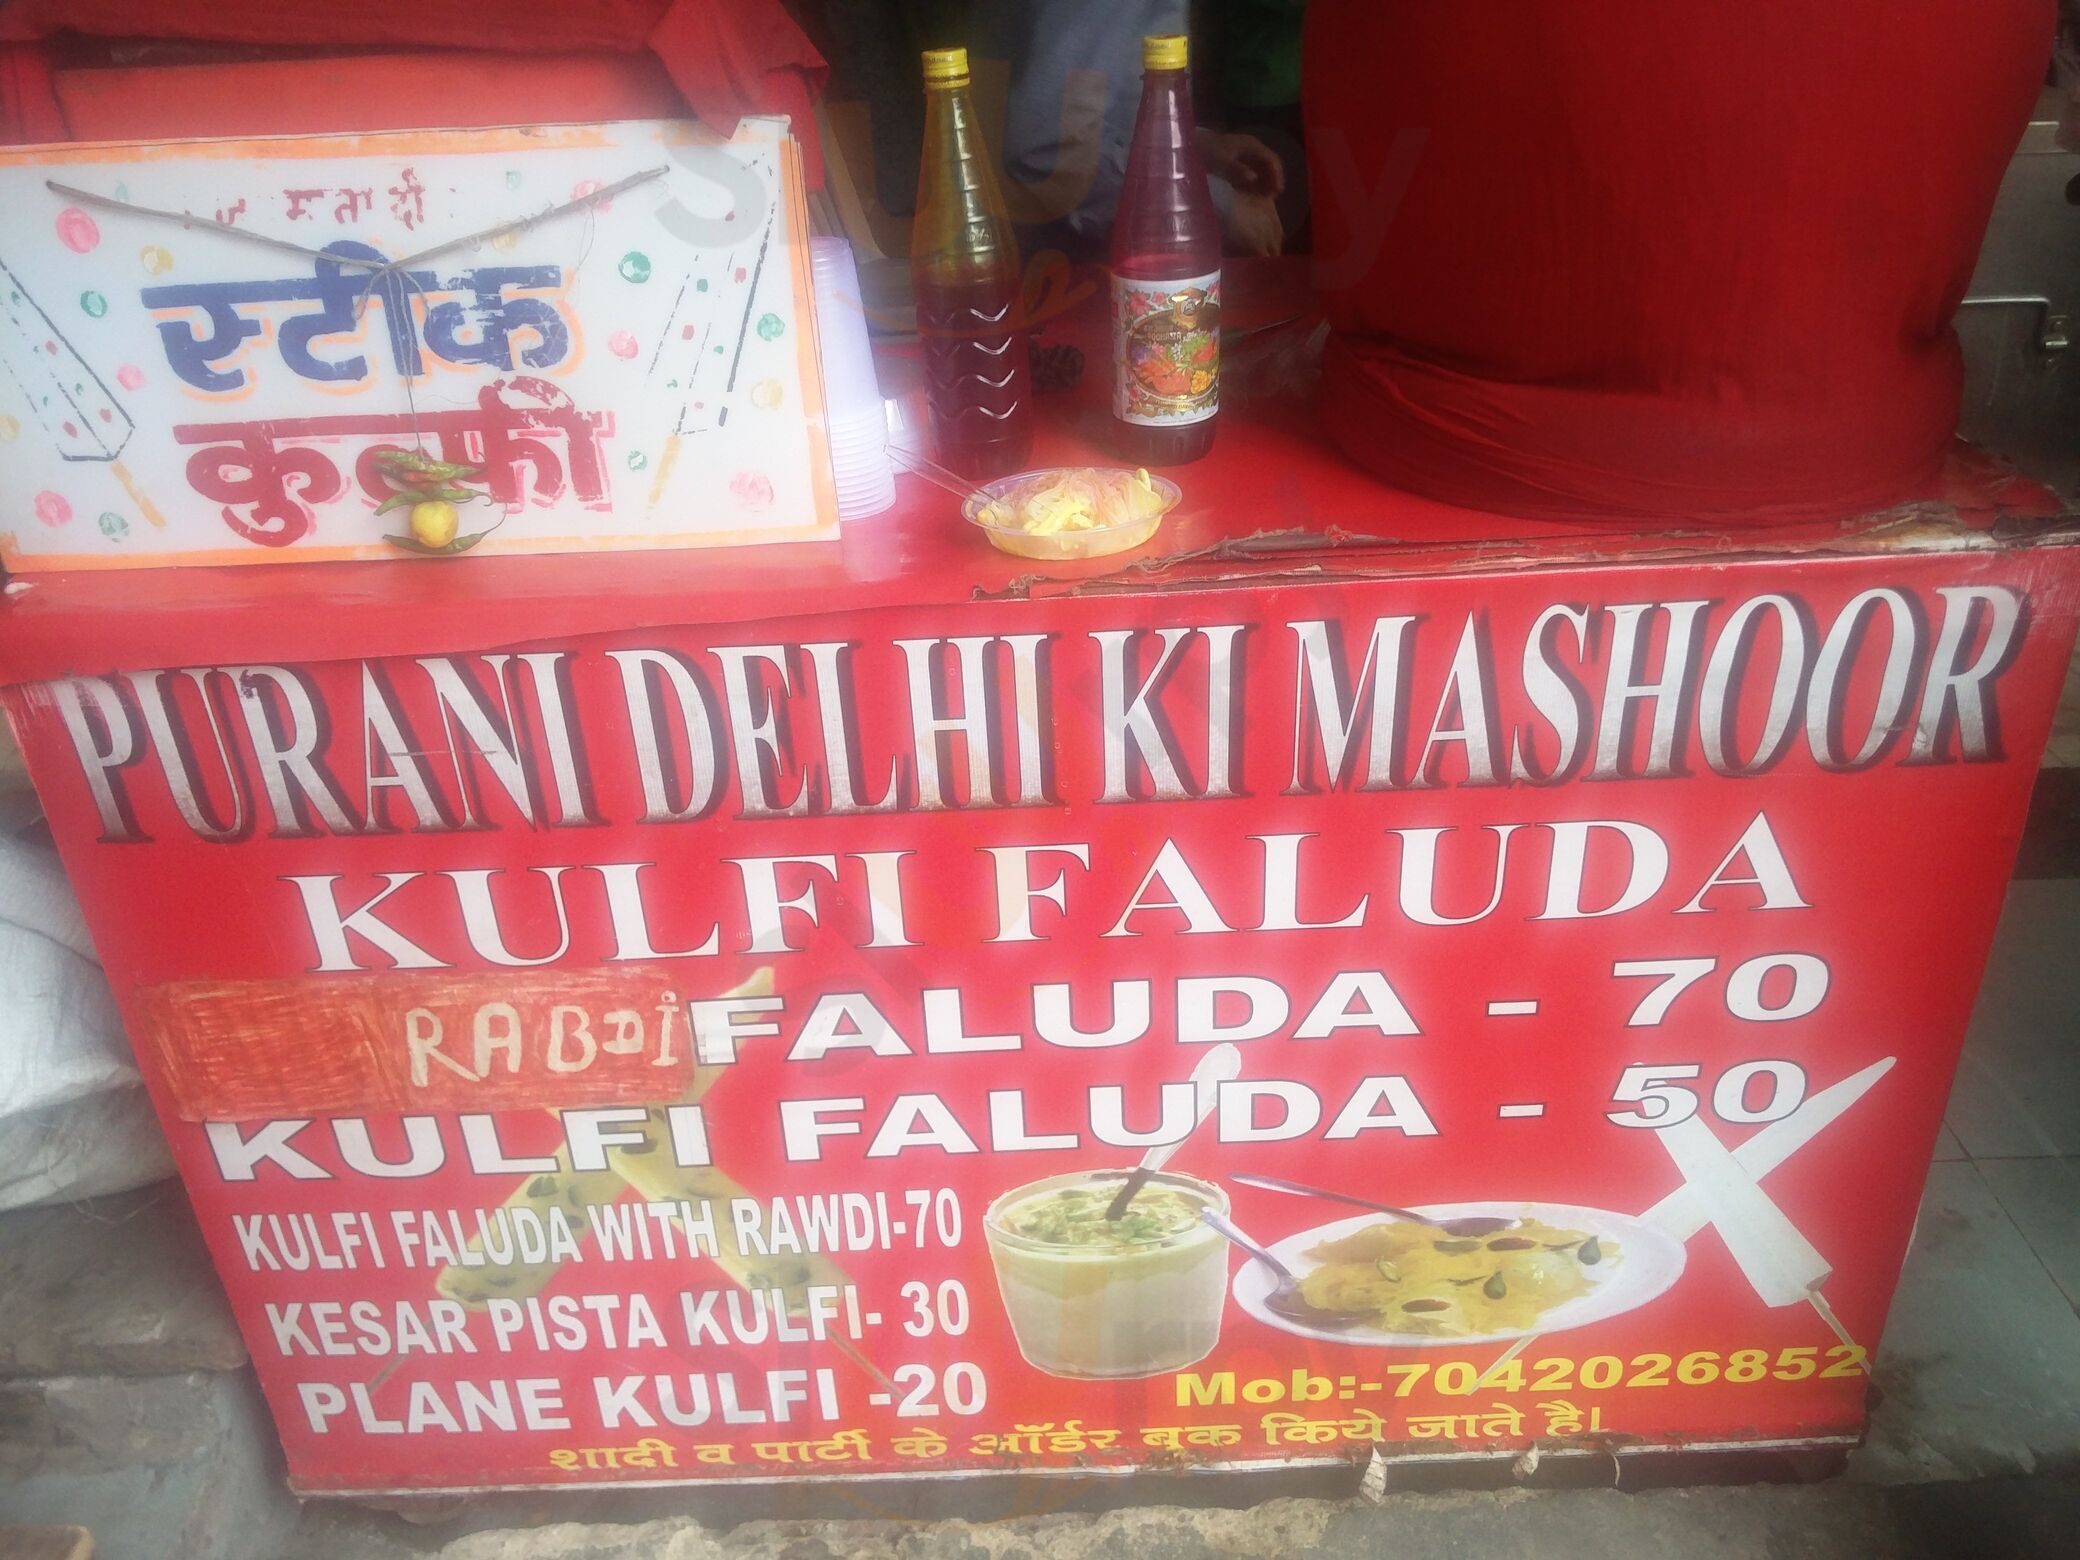 माता दी
स्टीक
कुल्फी
PURANI DELHI KI MASHOOR
KULFI FALUDA
RABDI FALUDA - 70
KULFI FALUDA - 50
KULFI FALUDA WITH RAWDI-70
KESAR PISTA KULFI- 30
PLANE KULFI -20
Mob:-7042026852
शादी व पार्टी के ऑर्डर बुक किये जाते है।